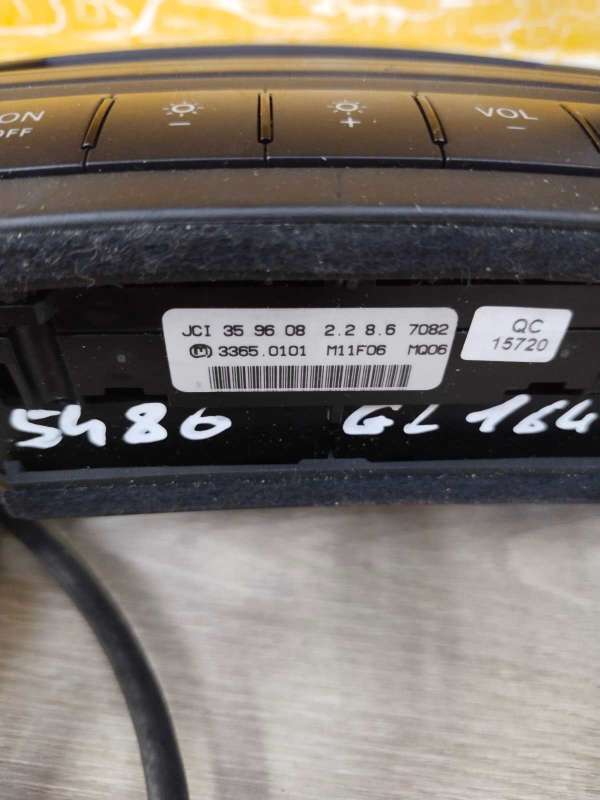 ON
OFF
−
+
VOL
−
JCI 35 96 08 2.2 8.6 7082
M 3365.0101 M11F06 MQ06
QC
15720
5480 GL 164